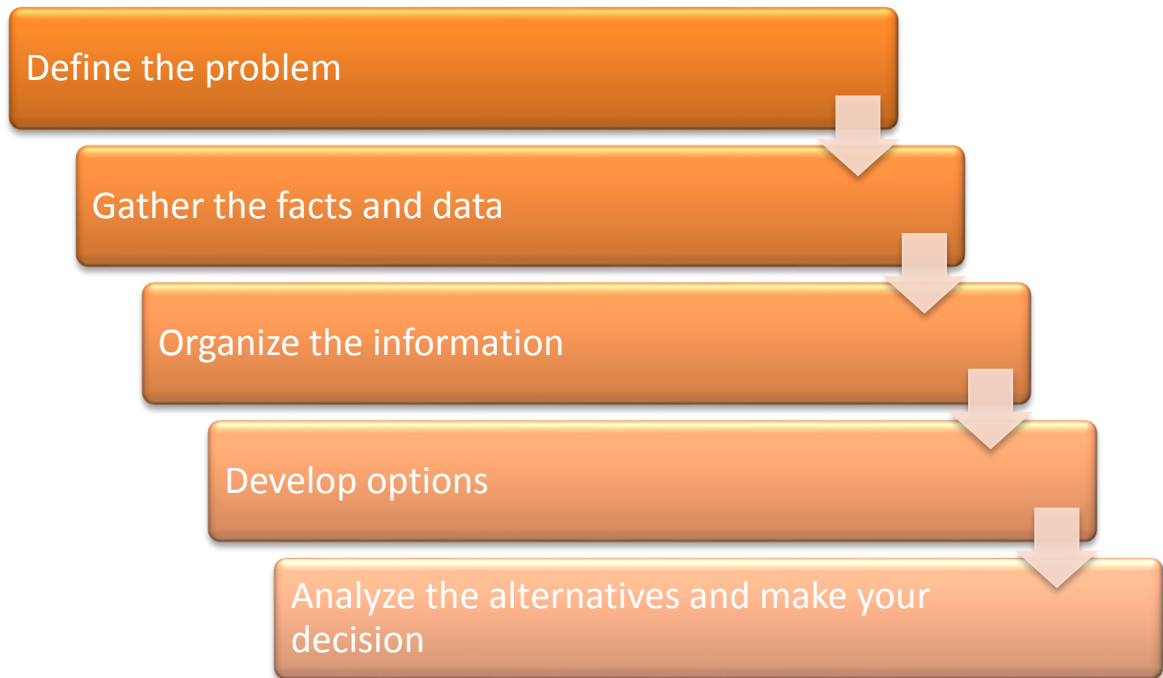 Define the problem
Gather the facts and data
Organize the information
Develop options
Analyze the alternatives and make your
decision